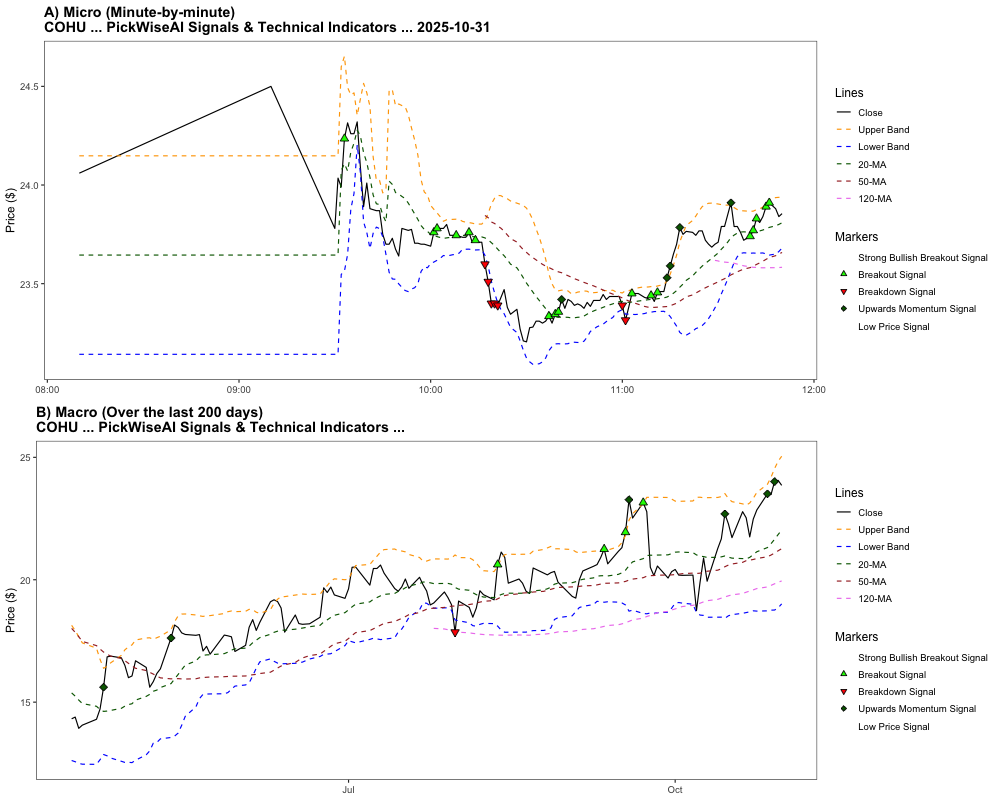 A) Micro (Minute-by-minute)
COHU ... PickWiseAI Signals & Technical Indicators ... 2025-10-31
Price ($)
24.5
24.0
23.5
08:00
09:00
10:00
11:00
12:00
Lines
Close
Upper Band
Lower Band
20-MA
50-MA
120-MA
Markers
Strong Bullish Breakout Signal
Breakout Signal
Breakdown Signal
Upwards Momentum Signal
Low Price Signal
B) Macro (Over the last 200 days)
COHU ... PickWiseAI Signals & Technical Indicators ...
Price ($)
25
20
15
Jul
Oct
Lines
Close
Upper Band
Lower Band
20-MA
50-MA
120-MA
Markers
Strong Bullish Breakout Signal
Breakout Signal
Breakdown Signal
Upwards Momentum Signal
Low Price Signal